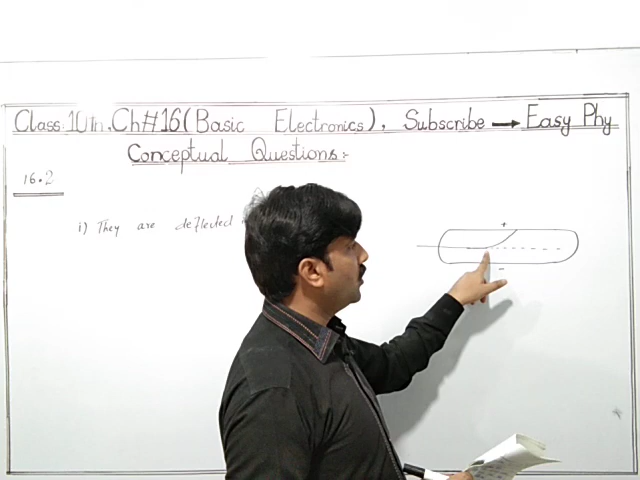 Class:10th, Ch#16(Basic Electronics), Subscribe → Easy Phy
Conceptual Questions:-
16.2
i) They are deflected
+
-